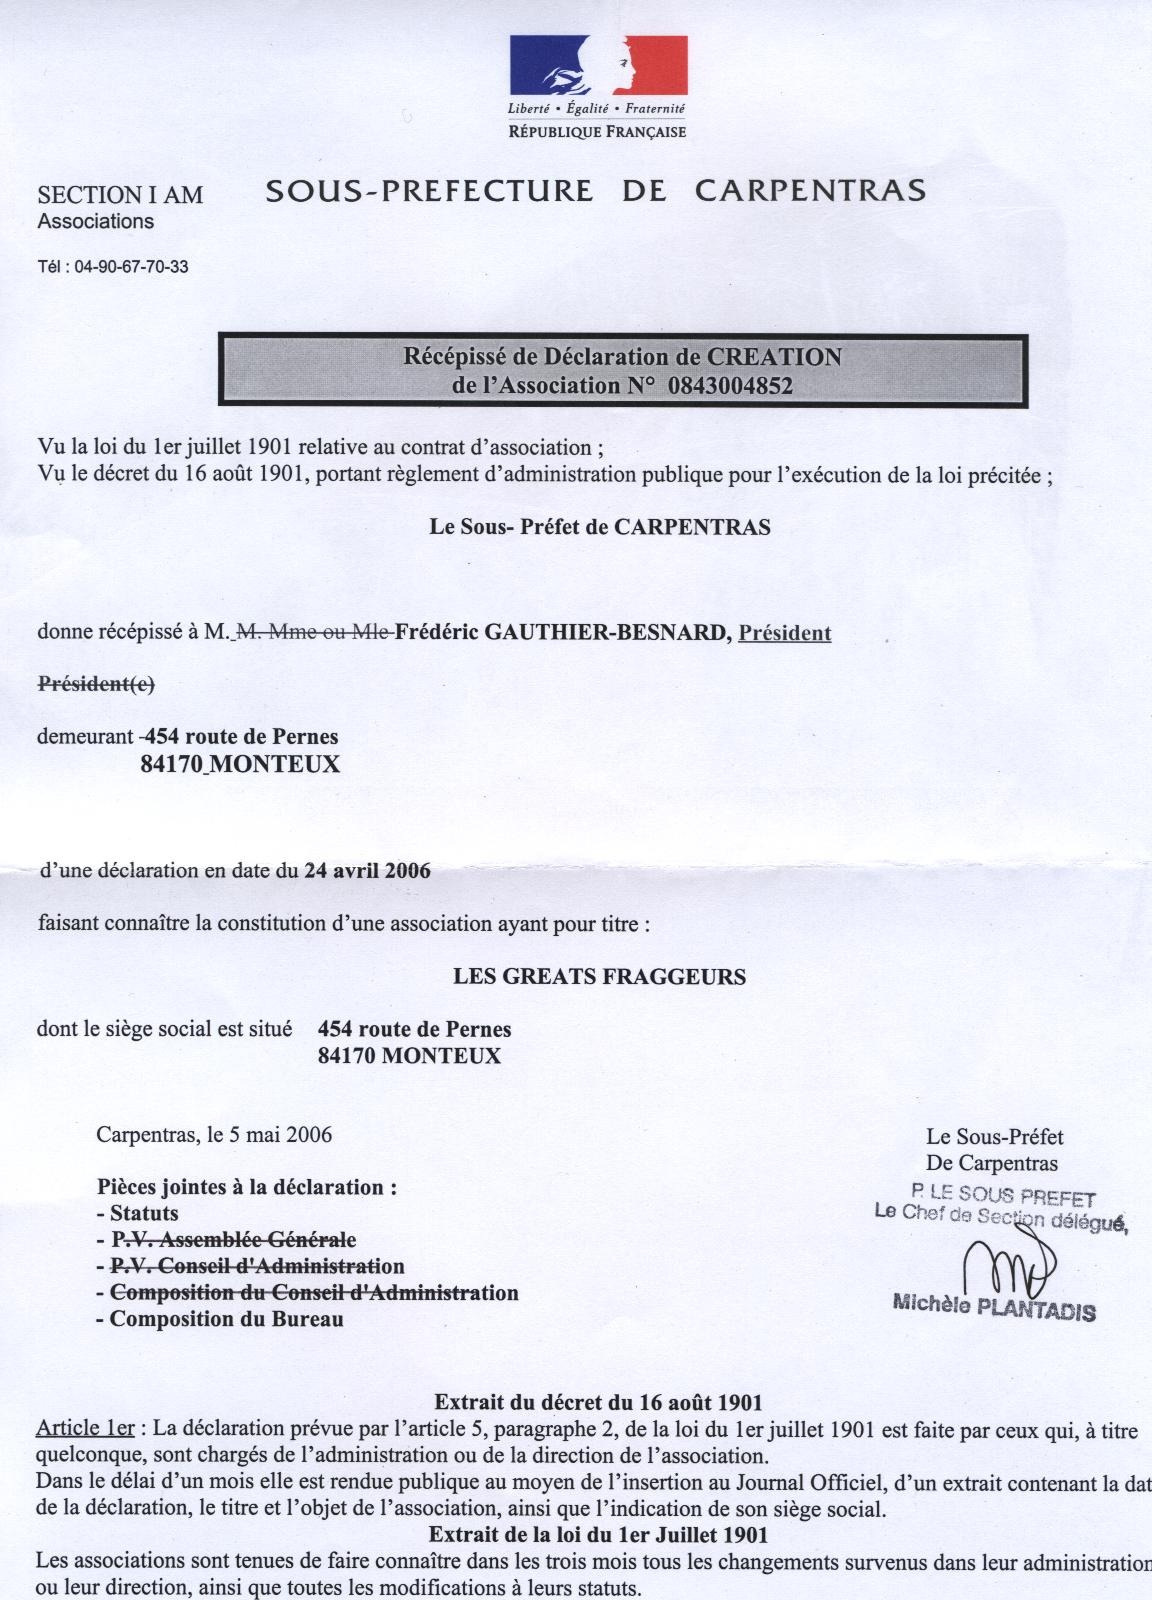 Liberté • Égalité • Fraternité
RÉPUBLIQUE FRANÇAISE
SECTION I AM
SOUS-PREFECTURE DE CARPENTRAS
Associations
Tél : 04-90-67-70-33
Récépissé de Déclaration de CREATION
de l'Association N° 0843004852
Vu la loi du 1er juillet 1901 relative au contrat d'association ;
Vu le décret du 16 août 1901, portant règlement d'administration publique pour l'exécution de la loi précitée ;
Le Sous- Préfet de CARPENTRAS
donne récépissé à M. M. Mme ou Mle Frédéric GAUTHIER-BESNARD, Président
Président(e)
demeurant -454 route de Pernes
84170 MONTEUX
d'une déclaration en date du 24 avril 2006
faisant connaître la constitution d'une association ayant pour titre :
LES GREATS FRAGGEURS
dont le siège social est situé 454 route de Pernes
84170 MONTEUX
Carpentras, le 5 mai 2006
Le Sous-Préfet
De Carpentras
P. LE SOUS PREFET
Le Chef de Section délégué,
Michèle PLANTADIS
Pièces jointes à la déclaration :
- Statuts
- P.V. Assemblée Générale
- P.V. Conseil d'Administration
- Composition du Conseil d'Administration
- Composition du Bureau
Extrait du décret du 16 août 1901
Article 1er : La déclaration prévue par l'article 5, paragraphe 2, de la loi du 1er juillet 1901 est faite par ceux qui, à titre
quelconque, sont chargés de l'administration ou de la direction de l'association.
Dans le délai d'un mois elle est rendue publique au moyen de l'insertion au Journal Officiel, d'un extrait contenant la dat
de la déclaration, le titre et l'objet de l'association, ainsi que l'indication de son siège social.
Extrait de la loi du 1er Juillet 1901
Les associations sont tenues de faire connaître dans les trois mois tous les changements survenus dans leur administration
ou leur direction, ainsi que toutes les modifications à leurs statuts.